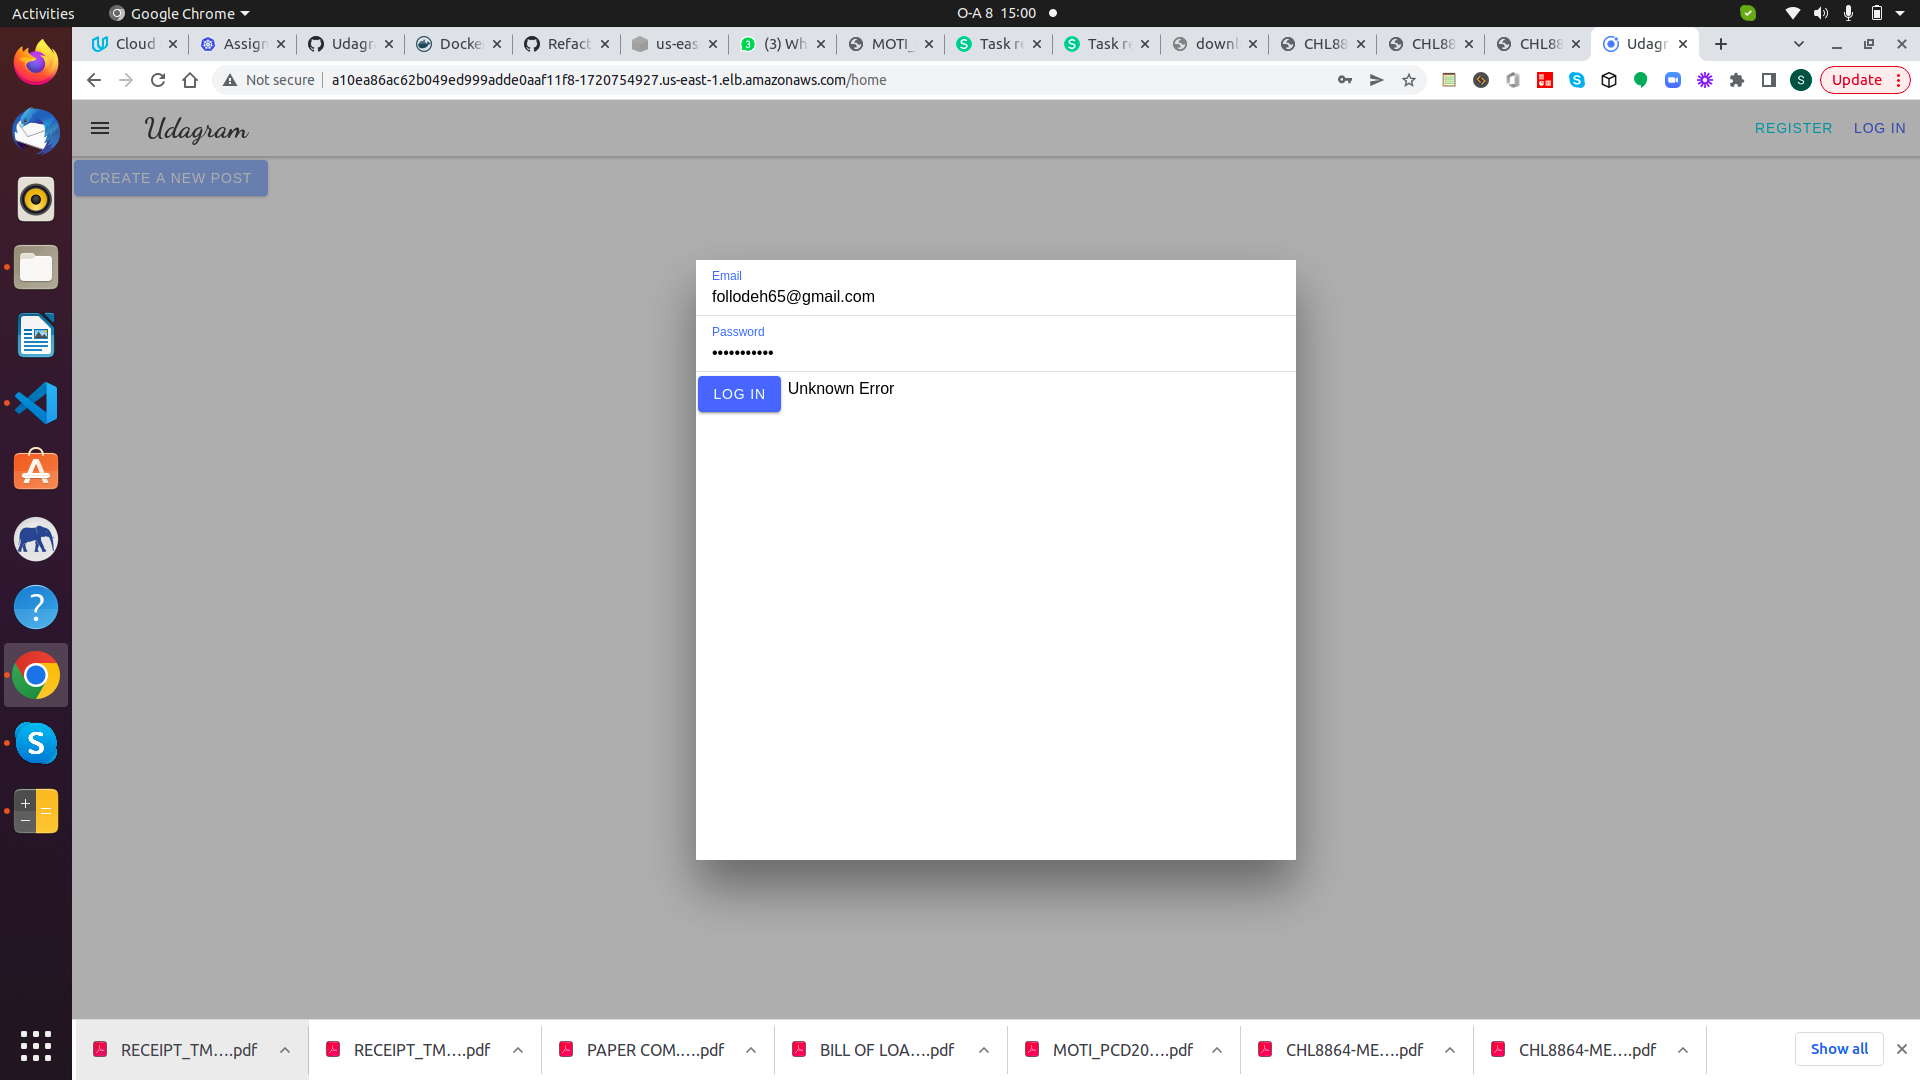 Activities
Google Chrome
O-A 8 15:00
Cloud
Assign
Udagra
Docke
Refact
us-eas
(3) Wh
MOTI_
Task re
Task re
downl
CHL88
CHL88
CHL88
Udagr
Not secure
a10ea86ac62b049ed999adde0aaf11f8-1720754927.us-east-1.elb.amazonaws.com/home
S
Update
Udagram
REGISTER
LOG IN
CREATE A NEW POST
Email
follodeh65@gmail.com
Password
•••••••••••
LOG IN
Unknown Error
RECEIPT_TM....pdf
RECEIPT_TM....pdf
PAPER COM.....pdf
BILL OF LOA....pdf
MOTI_PCD20....pdf
CHL8864-ME....pdf
CHL8864-ME....pdf
Show all